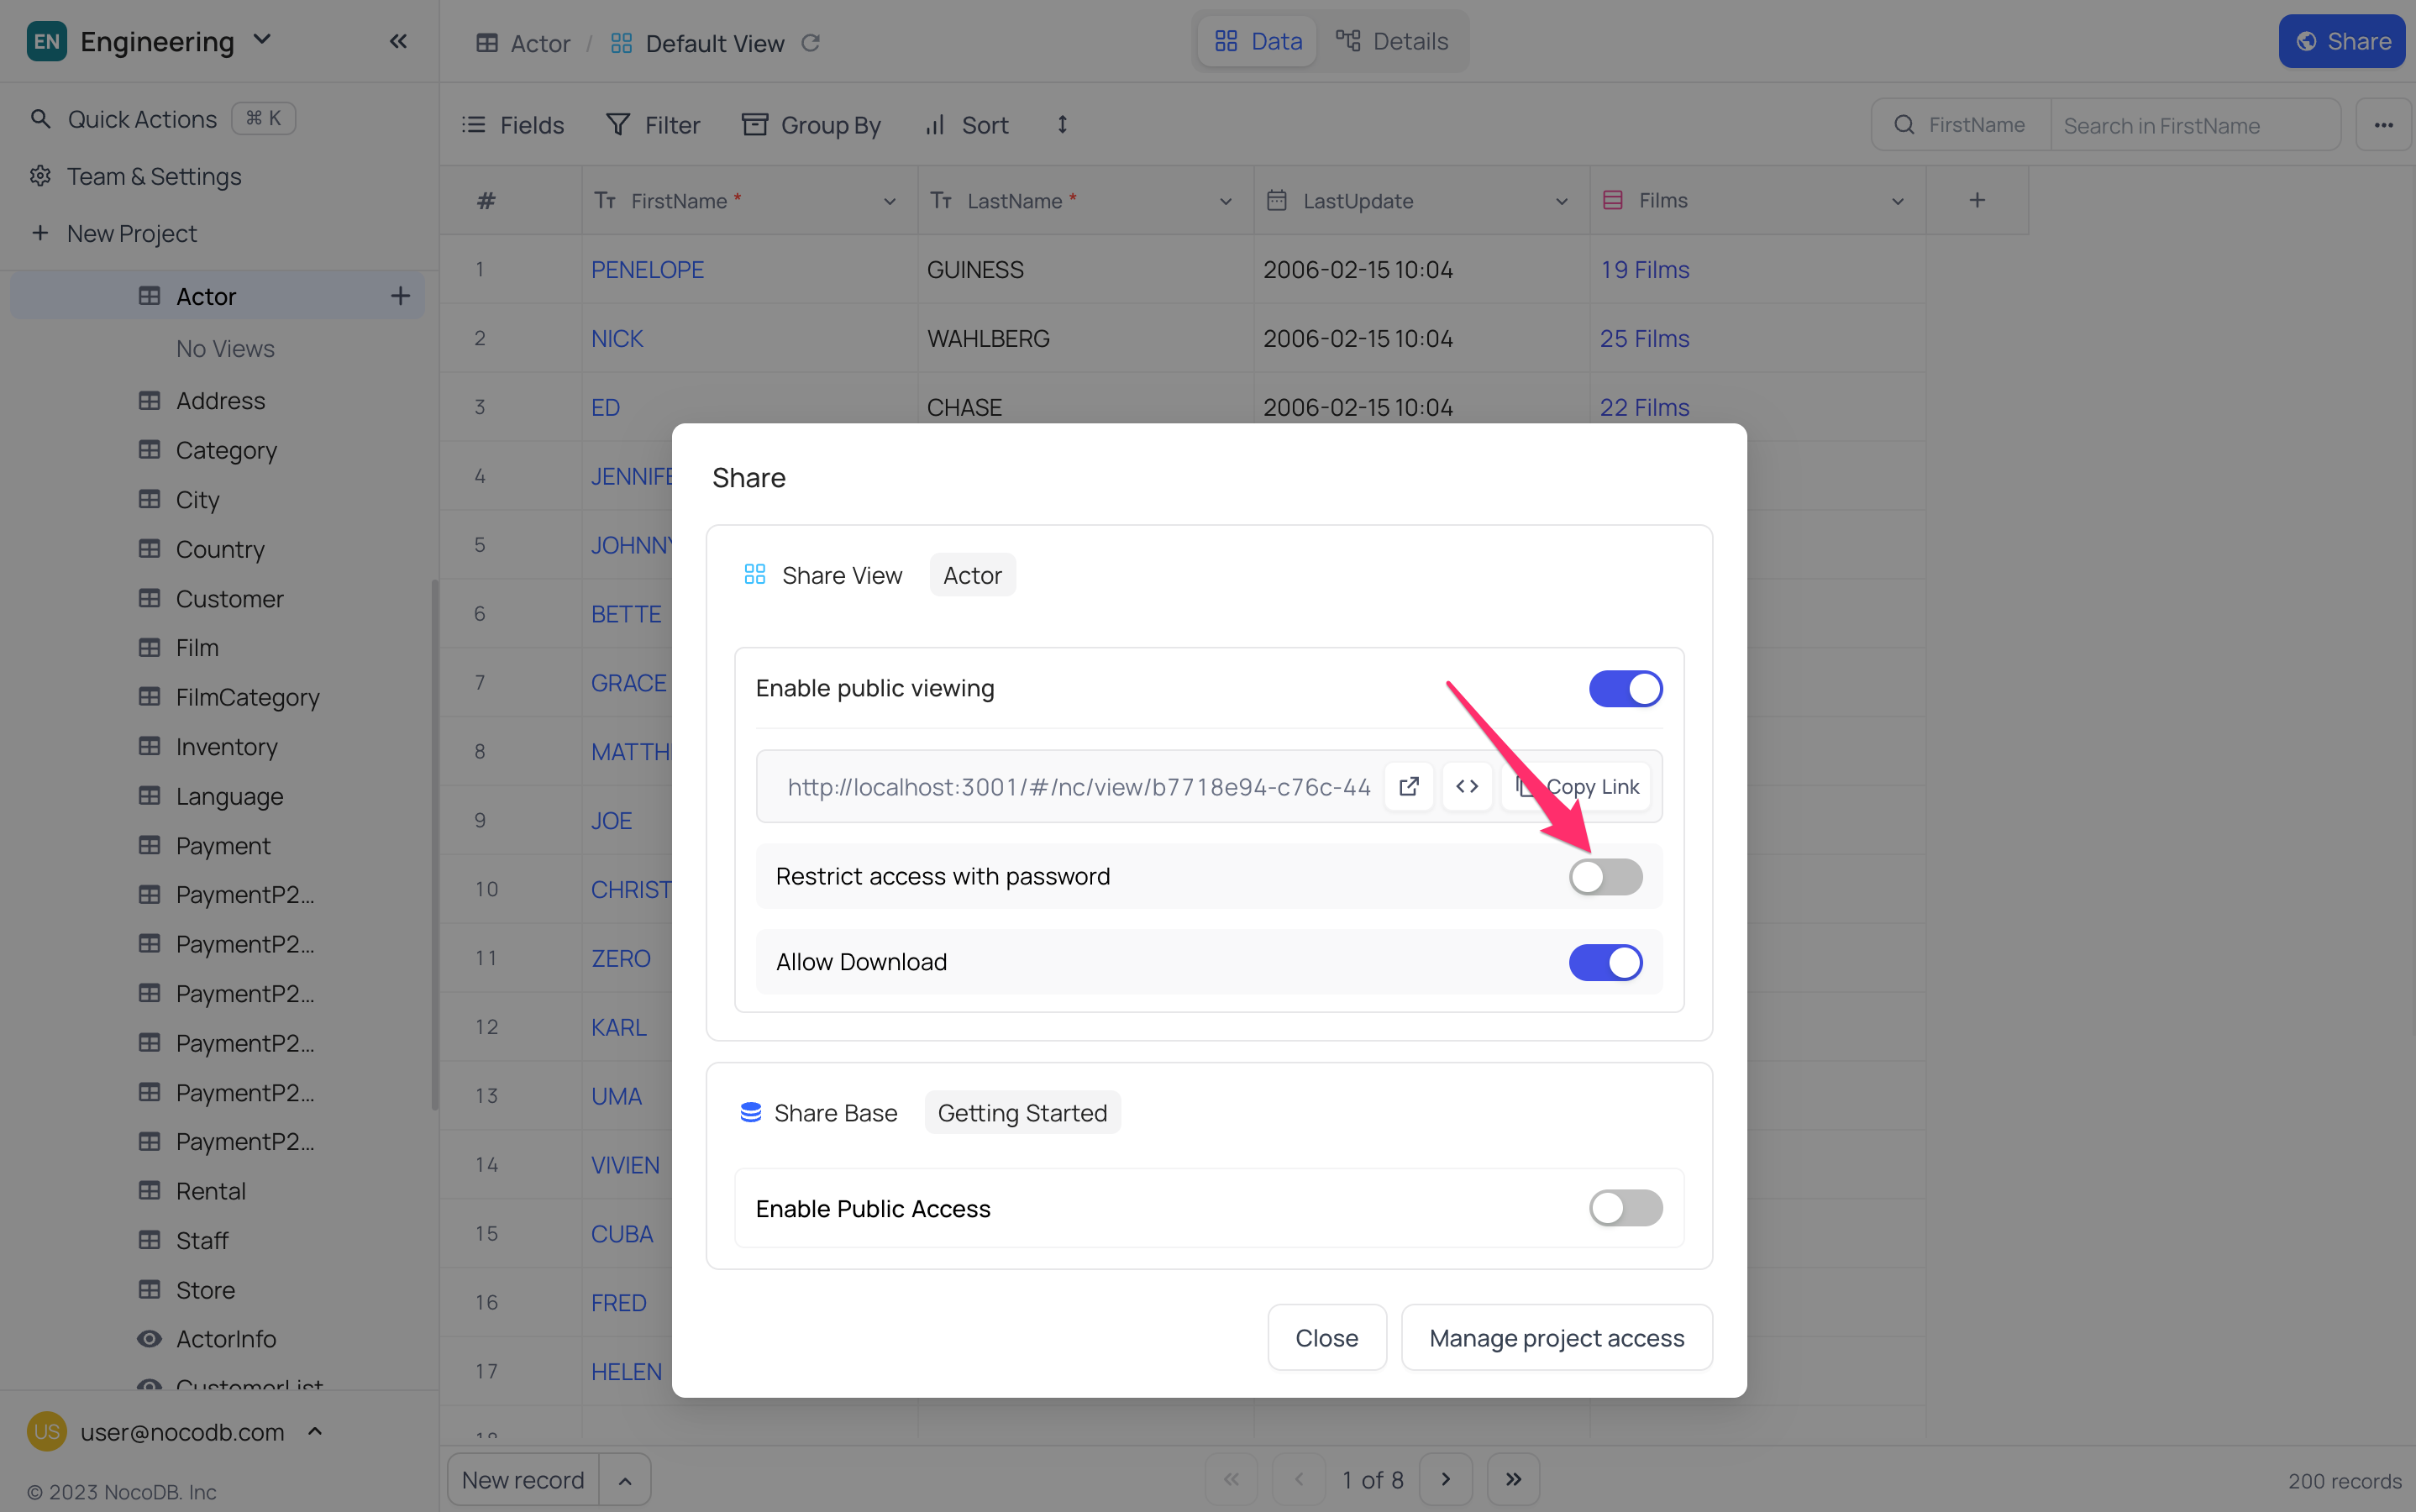 EN Engineering
Quick Actions ⌘ K
Team & Settings
New Project
Actor
No Views
Address
Category
City
Country
Customer
Film
FilmCategory
Inventory
Language
Payment
PaymentP2...
PaymentP2...
PaymentP2...
PaymentP2...
PaymentP2...
PaymentP2...
Rental
Staff
Store
ActorInfo
CustomerList
US user@nocodb.com
© 2023 NocoDB. Inc
Actor / Default View
Data Details
Share
Fields Filter Group By Sort
FirstName Search in FirstName
# FirstName * LastName * LastUpdate Films
1 PENELOPE GUINESS 2006-02-15 10:04 19 Films
2 NICK WAHLBERG 2006-02-15 10:04 25 Films
3 ED CHASE 2006-02-15 10:04 22 Films
4 JENNIFE
5 JOHNNY
6 BETTE
7 GRACE
8 MATTH
9 JOE
10 CHRIST
11 ZERO
12 KARL
13 UMA
14 VIVIEN
15 CUBA
16 FRED
17 HELEN
18
Share
Share View Actor
Enable public viewing
http://localhost:3001/#/nc/view/b7718e94-c76c-44 Copy Link
Restrict access with password
Allow Download
Share Base Getting Started
Enable Public Access
Close Manage project access
New record
1 of 8
200 records